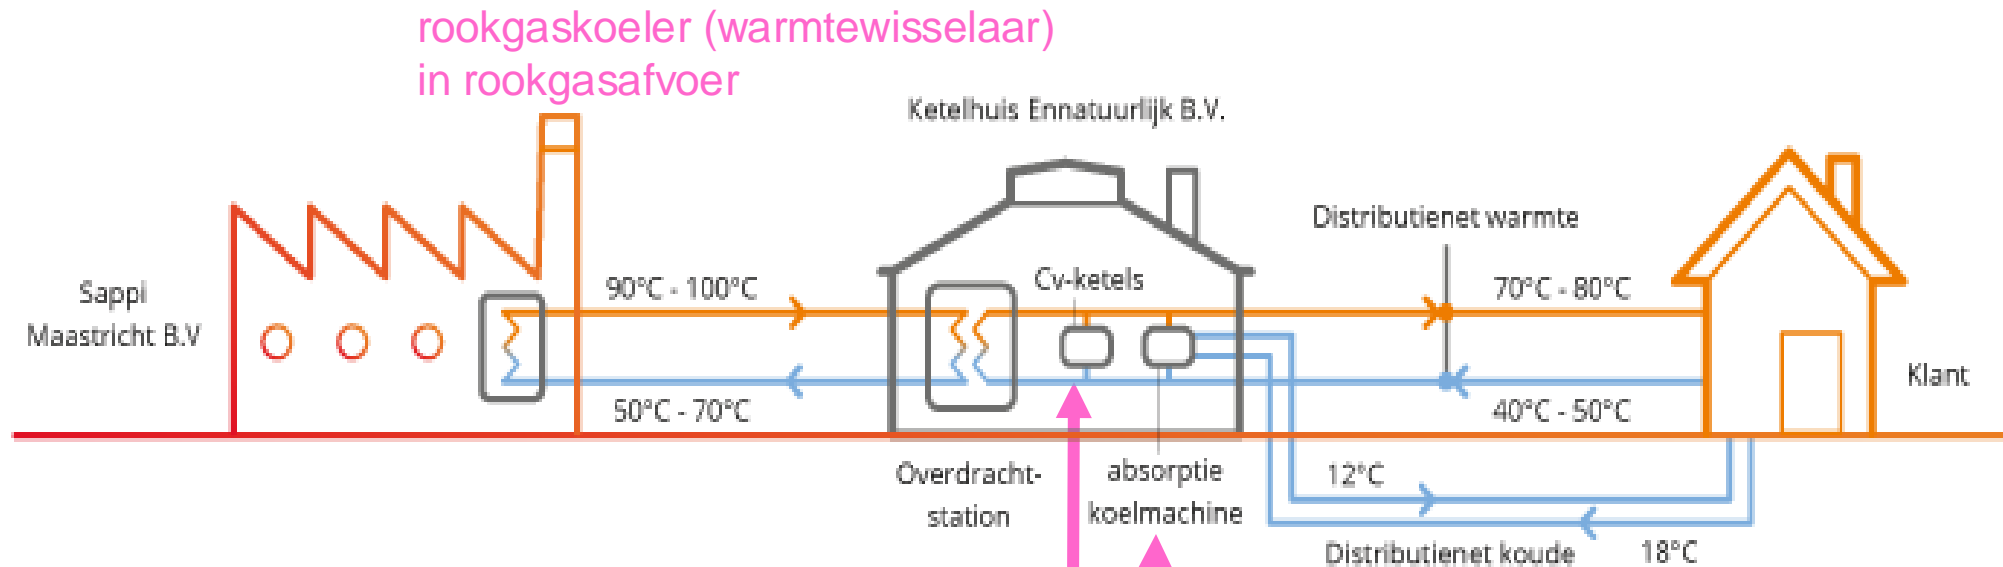 rookgaskoeler (warmtewisselaar)
in rookgasafvoer
Ketelhuis Ennatuurlijk B.V.
Distributienet warmte
Sappi
Maastricht B.V
90°C - 100°C
Cv-ketels
70°C - 80°C
50°C - 70°C
40°C - 50°C
Klant
Overdracht-
station
absorptie
koelmachine
12°C
Distributienet koude
18°C